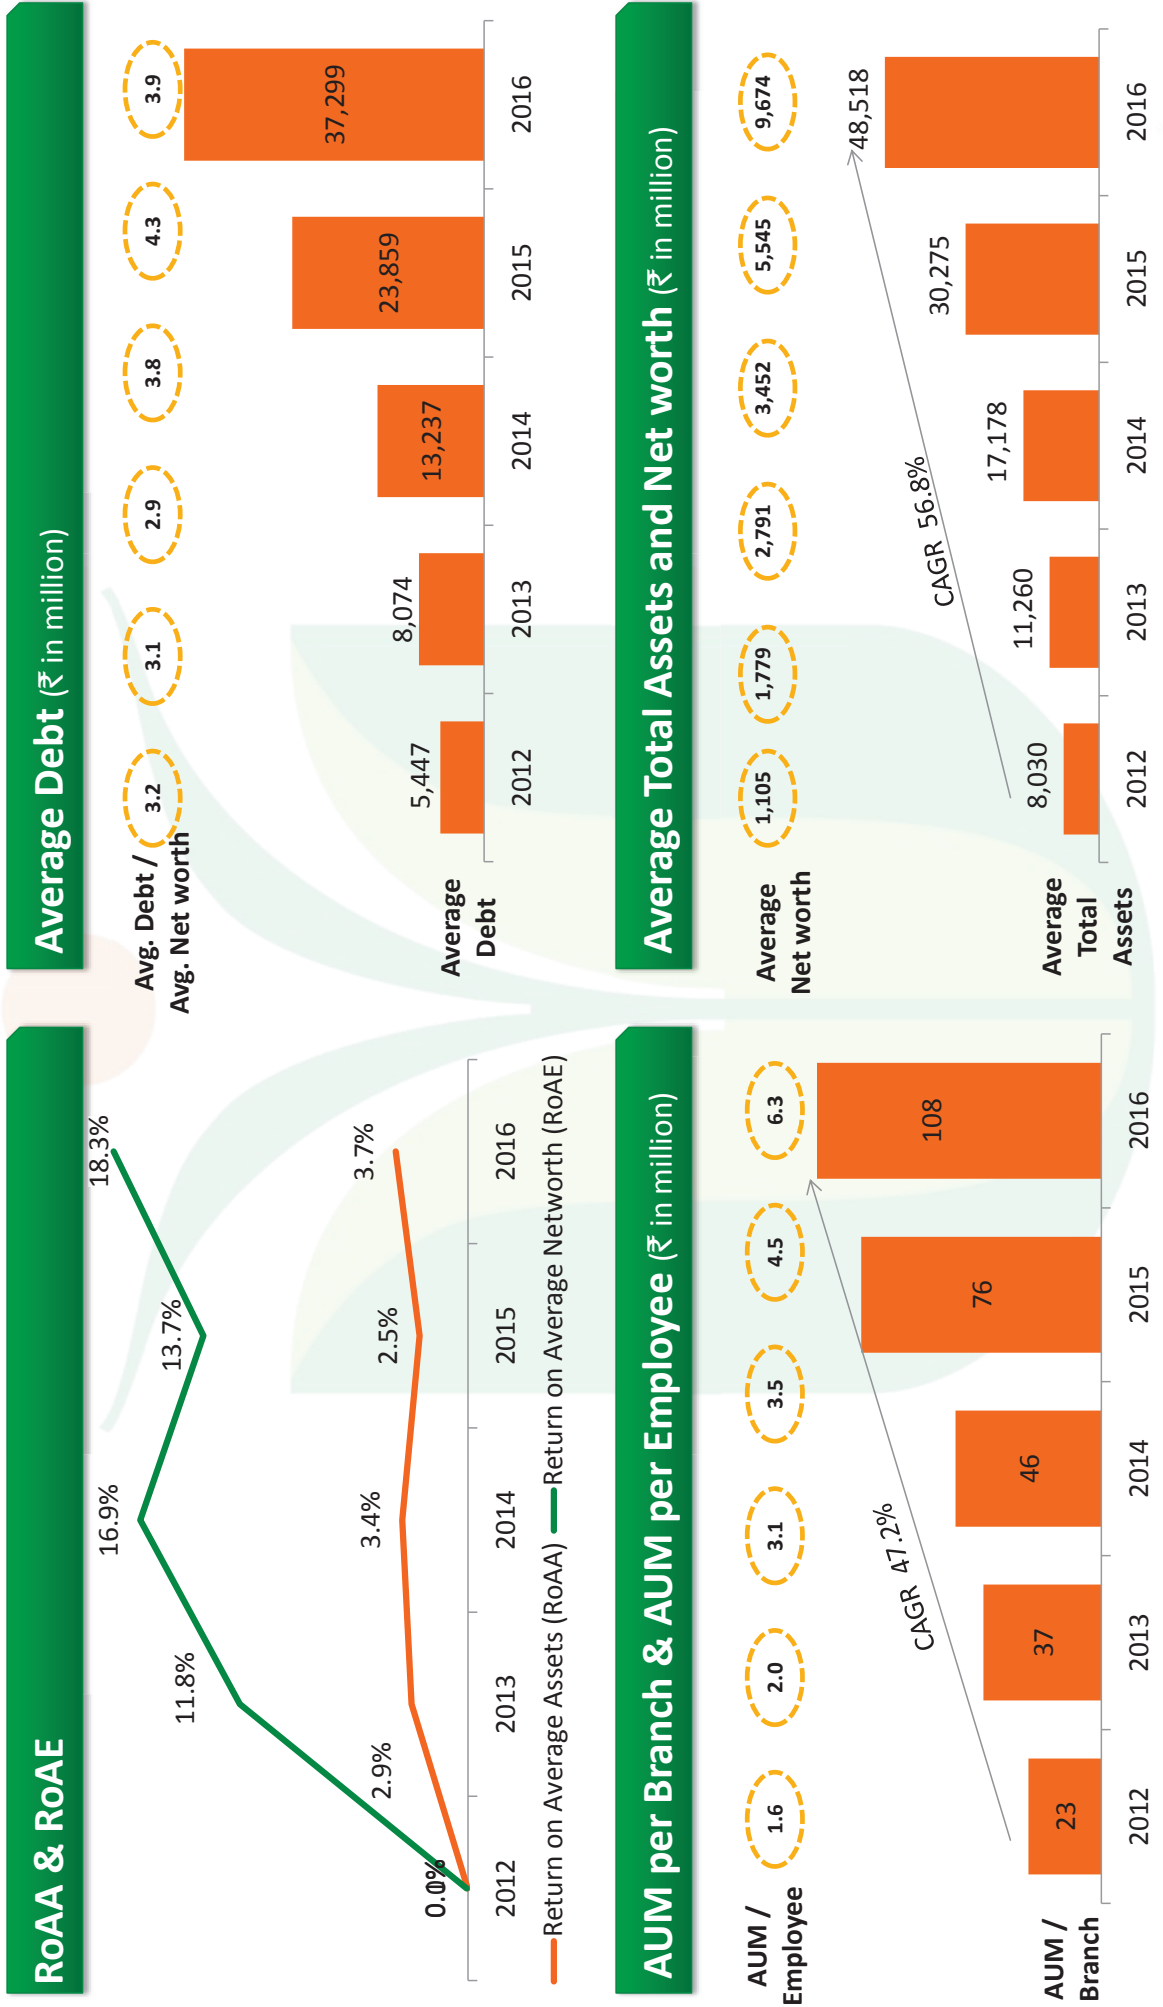 RoAA & RoAE
18.3%
16.9%
13.7%
11.8%
3.7%
3.4%
2.5%
2.9%
0.1%
2012 2013 2014 2015 2016
Return on Average Assets (RoAA) Return on Average Networth (RoAE)
Average Debt (₹ in million)
Avg. Debt /
Avg. Net worth
3.2 3.1 2.9 3.8 4.3 3.9
Average
Debt
5,447 8,074 13,237 23,859 37,299
2012 2013 2014 2015 2016
AUM per Branch & AUM per Employee (₹ in million)
AUM /
Employee
1.6 2.0 3.1 3.5 4.5 6.3
CAGR 47.2%
AUM /
Branch
23 37 46 76 108
2012 2013 2014 2015 2016
Average Total Assets and Net worth (₹ in million)
Average
Net worth
1,105 1,779 2,791 3,452 5,545 9,674
CAGR 56.8%
Average
Total
Assets
8,030 11,260 17,178 30,275 48,518
2012 2013 2014 2015 2016